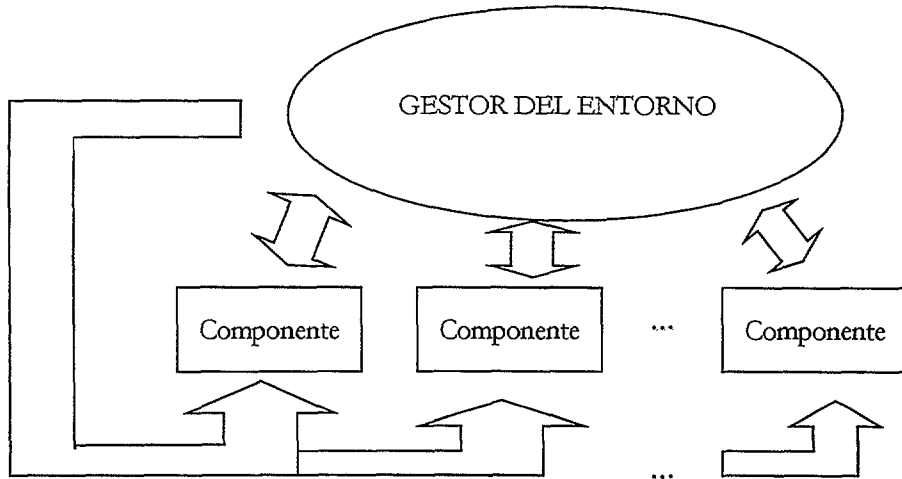 GESTOR DEL ENTORNO
Componente
Componente
...
Componente
...